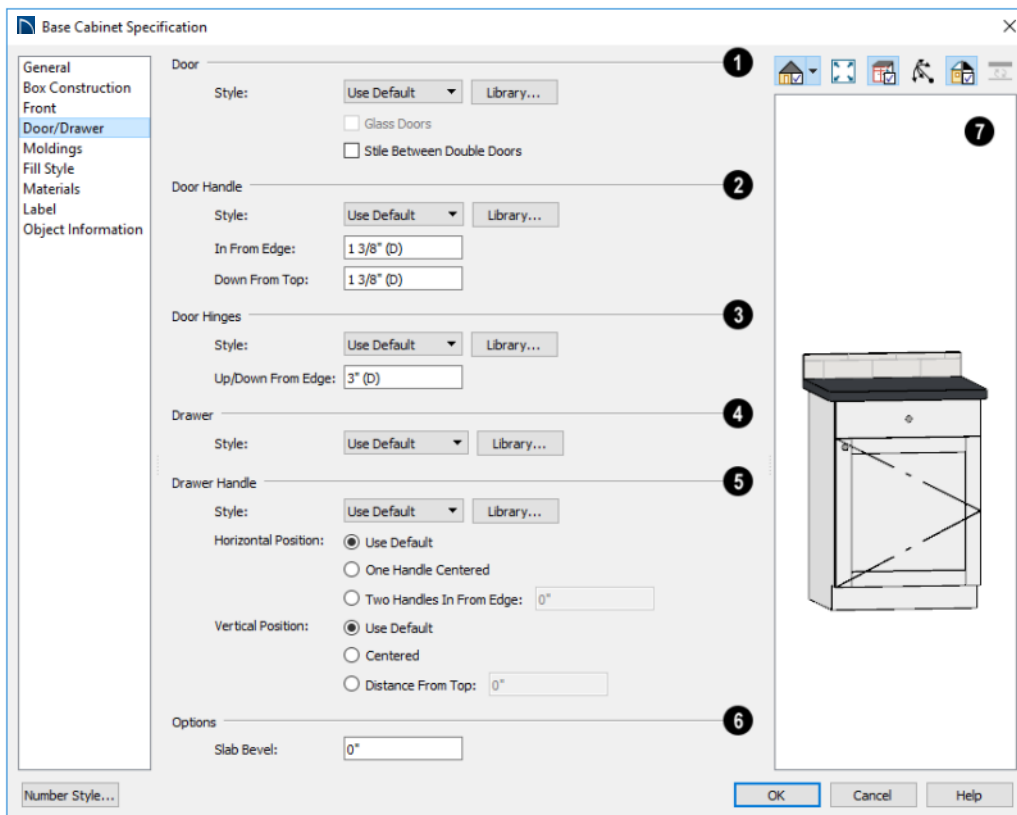 Base Cabinet Specification
General
Box Construction
Front
Door/Drawer
Moldings
Fill Style
Materials
Label
Object Information
Door 1
Style: Use Default Library...
Glass Doors
Stile Between Double Doors
Door Handle 2
Style: Use Default Library...
In From Edge: 1 3/8" (D)
Down From Top: 1 3/8" (D)
Door Hinges 3
Style: Use Default Library...
Up/Down From Edge: 3" (D)
Drawer 4
Style: Use Default Library...
Drawer Handle 5
Style: Use Default Library...
Horizontal Position: Use Default
One Handle Centered
Two Handles In From Edge: 0"
Vertical Position: Use Default
Centered
Distance From Top: 0"
Options 6
Slab Bevel: 0"
7
Number Style... OK Cancel Help